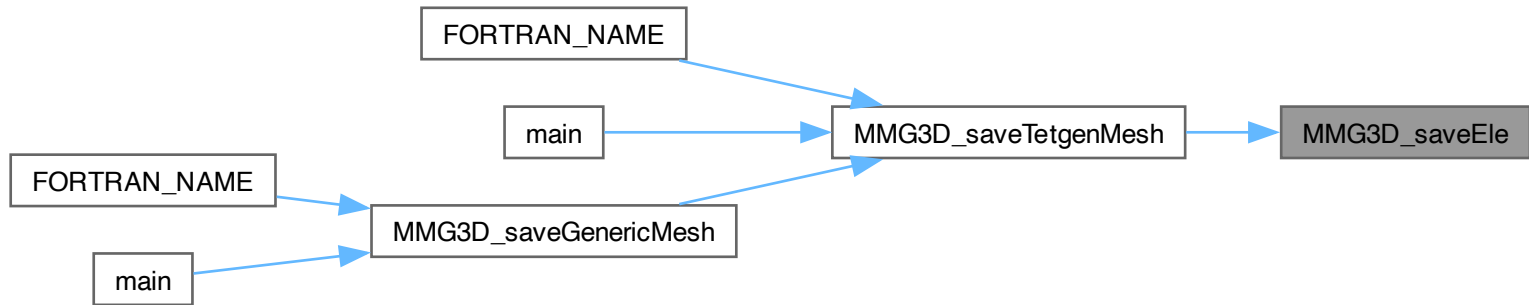 FORTRAN_NAME
main
MMG3D_saveTetgenMesh
MMG3D_saveEle
FORTRAN_NAME
MMG3D_saveGenericMesh
main